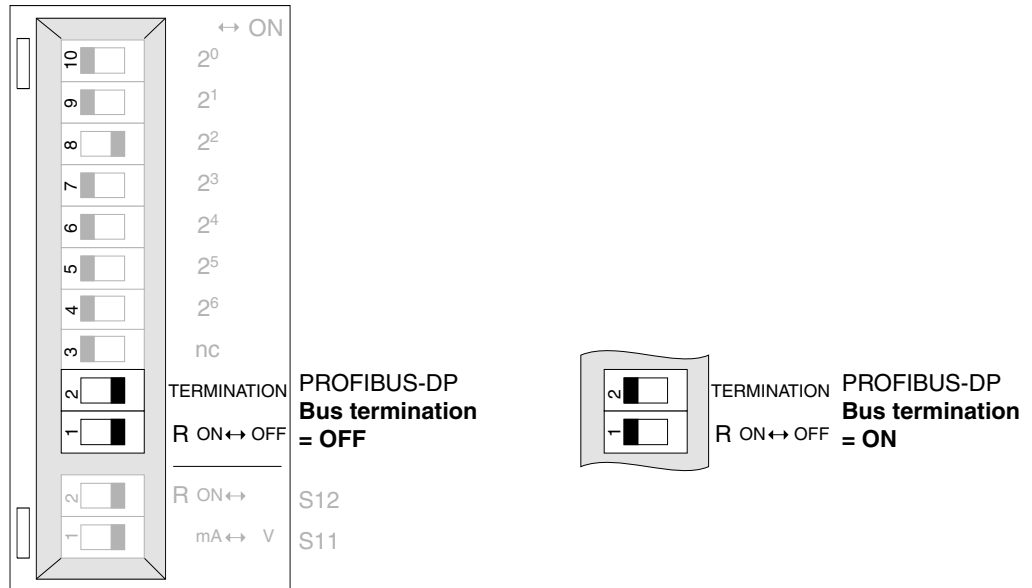 ↔ ON
10 2⁰
9 2¹
8 2²
7 2³
6 2⁴
5 2⁵
4 2⁶
3 nc
2 TERMINATION
1 R ON↔OFF
PROFIBUS-DP
Bus termination
= OFF
2 R ON↔ S12
1 mA↔ V S11
2 TERMINATION
1 R ON↔OFF
PROFIBUS-DP
Bus termination
= ON